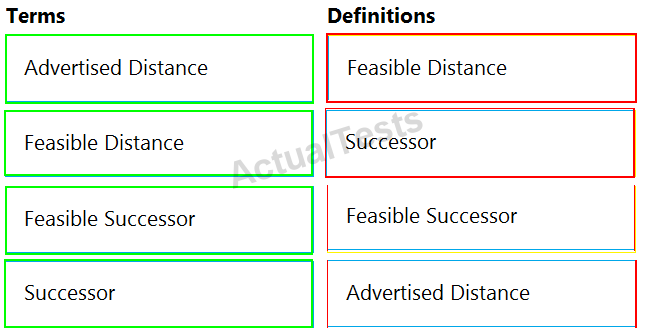 Terms Definitions
Advertised Distance Feasible Distance
Feasible Distance Successor
ActualTests
Feasible Successor Feasible Successor
Successor Advertised Distance